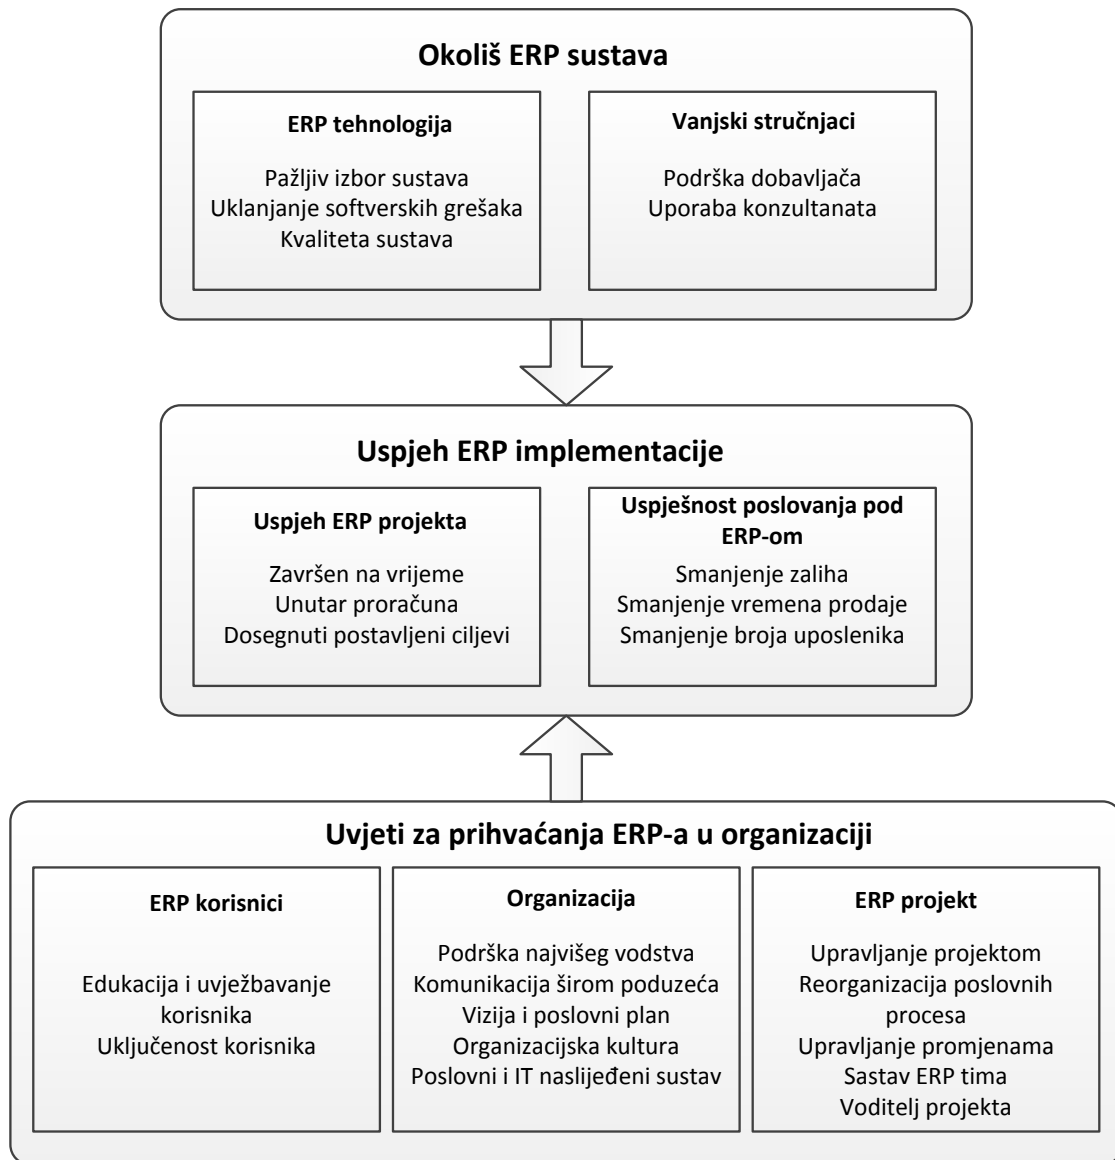 Okoliš ERP sustava
ERP tehnologija
Pažljiv izbor sustava
Uklanjanje softverskih grešaka
Kvaliteta sustava
Vanjski stručnjaci
Podrška dobavljača
Uporaba konzultanata
Uspjeh ERP implementacije
Uspjeh ERP projekta
Završen na vrijeme
Unutar proračuna
Dosegnuti postavljeni ciljevi
Uspješnost poslovanja pod
ERP-om
Smanjenje zaliha
Smanjenje vremena prodaje
Smanjenje broja uposlenika
Uvjeti za prihvaćanja ERP-a u organizaciji
ERP korisnici
Edukacija i uvježbavanje
korisnika
Uključenost korisnika
Organizacija
Podrška najvišeg vodstva
Komunikacija širom poduzeća
Vizija i poslovni plan
Organizacijska kultura
Poslovni i IT naslijeđeni sustav
ERP projekt
Upravljanje projektom
Reorganizacija poslovnih
procesa
Upravljanje promjenama
Sastav ERP tima
Voditelj projekta